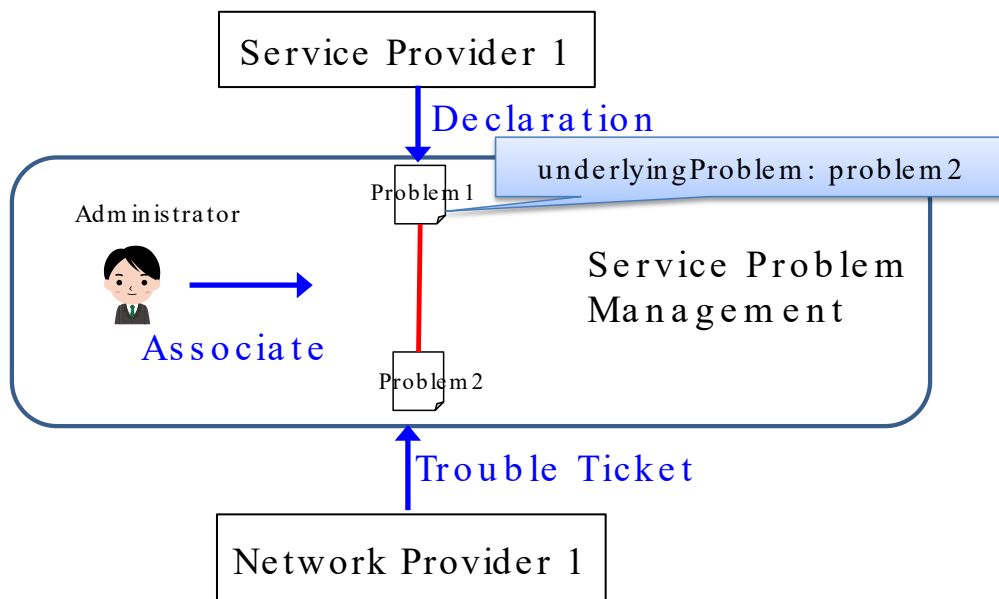 Service Provider 1
Declaration
underlyingProblem: problem2
Problem1
Administrator
Service Problem
Management
Associate
Problem2
Trouble Ticket
Network Provider 1